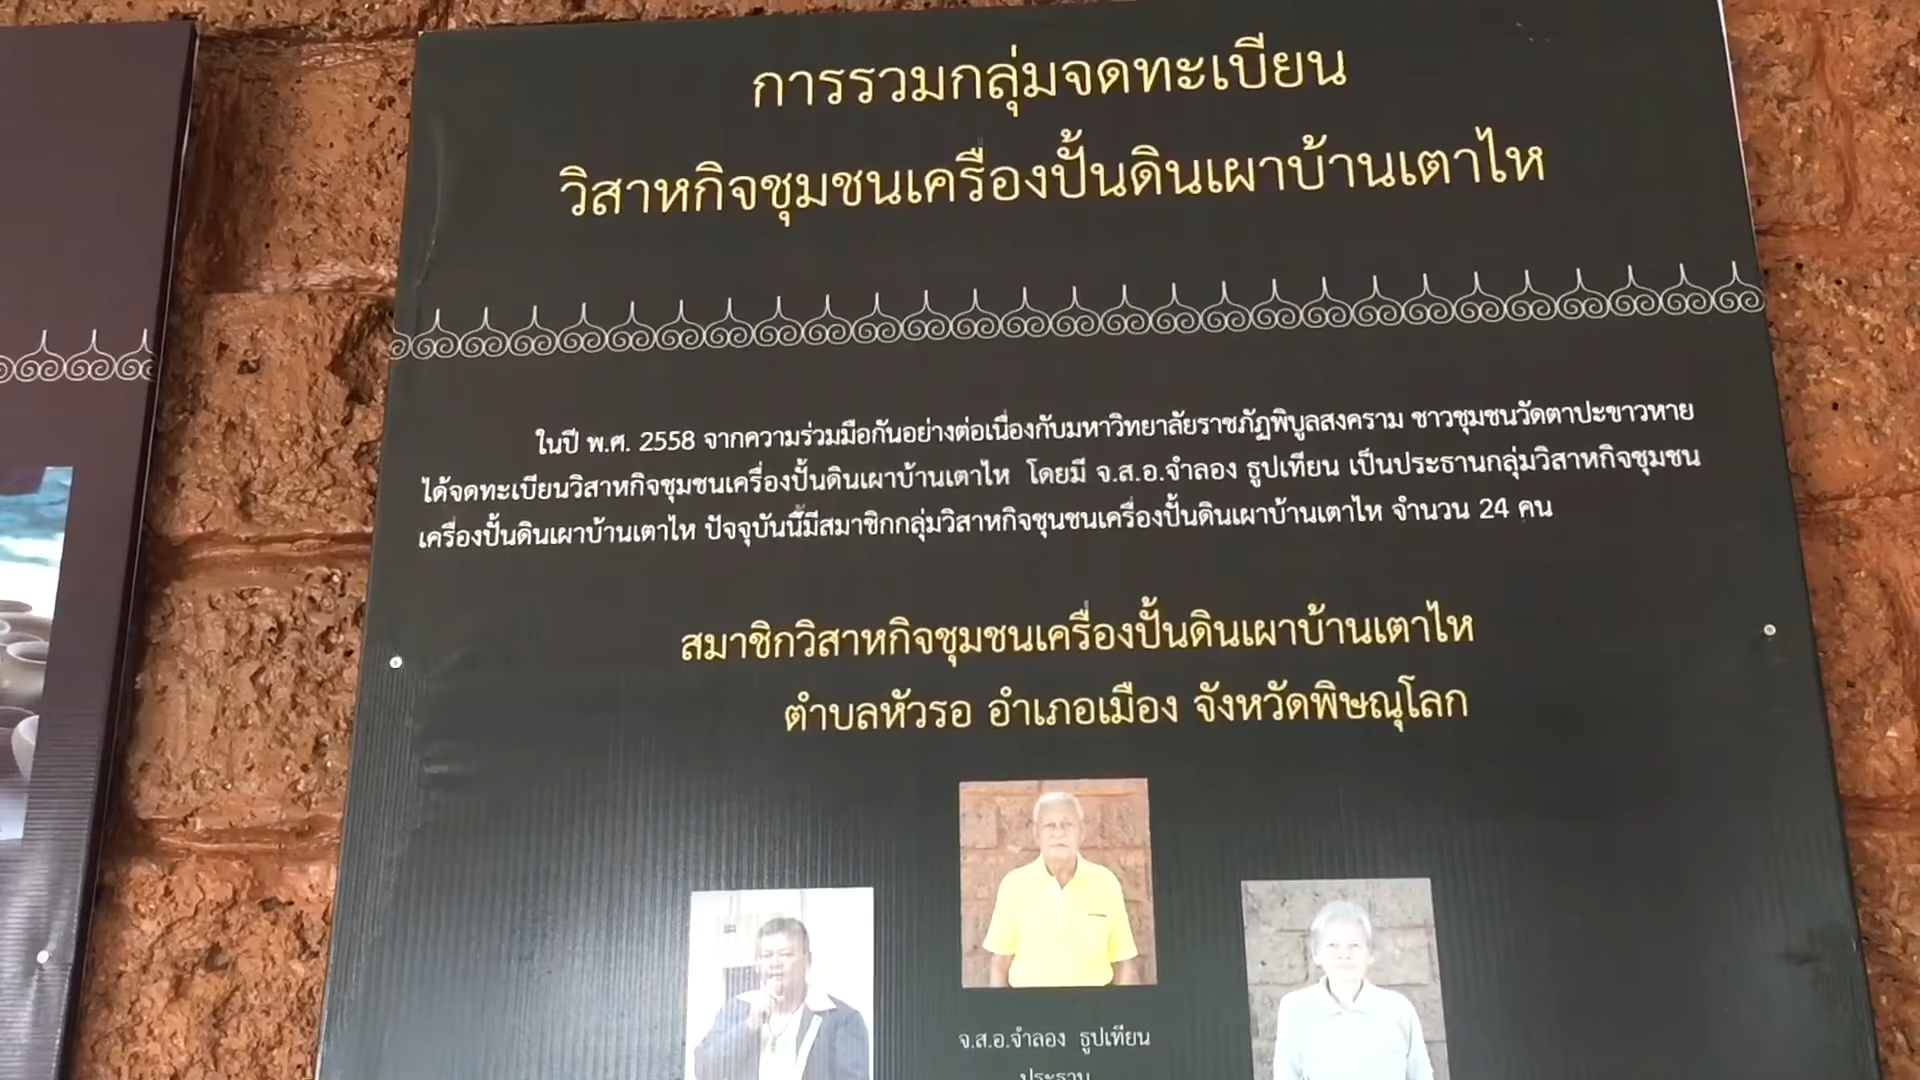 การรวมกลุ่มจดทะเบียน
วิสาหกิจชุมชนเครื่องปั้นดินเผาบ้านเตาไห
ในปี พ.ศ. 2558 จากความร่วมมือกันอย่างต่อเนื่องกับมหาวิทยาลัยราชภัฏพิบูลสงคราม ชาวชุมชนวัดตาปะขาวหาย
ได้จดทะเบียนวิสาหกิจชุมชนเครื่องปั้นดินเผาบ้านเตาไห โดยมี จ.ส.อ.จำลอง ธูปเทียน เป็นประธานกลุ่มวิสาหกิจชุมชน
เครื่องปั้นดินเผาบ้านเตาไห ปัจจุบันนี้มีสมาชิกกลุ่มวิสาหกิจชุนชนเครื่องปั้นดินเผาบ้านเตาไห จำนวน 24 คน
สมาชิกวิสาหกิจชุมชนเครื่องปั้นดินเผาบ้านเตาไห
ตำบลหัวรอ อำเภอเมือง จังหวัดพิษณุโลก
จ.ส.อ.จำลอง ธูปเทียน
ประธาน